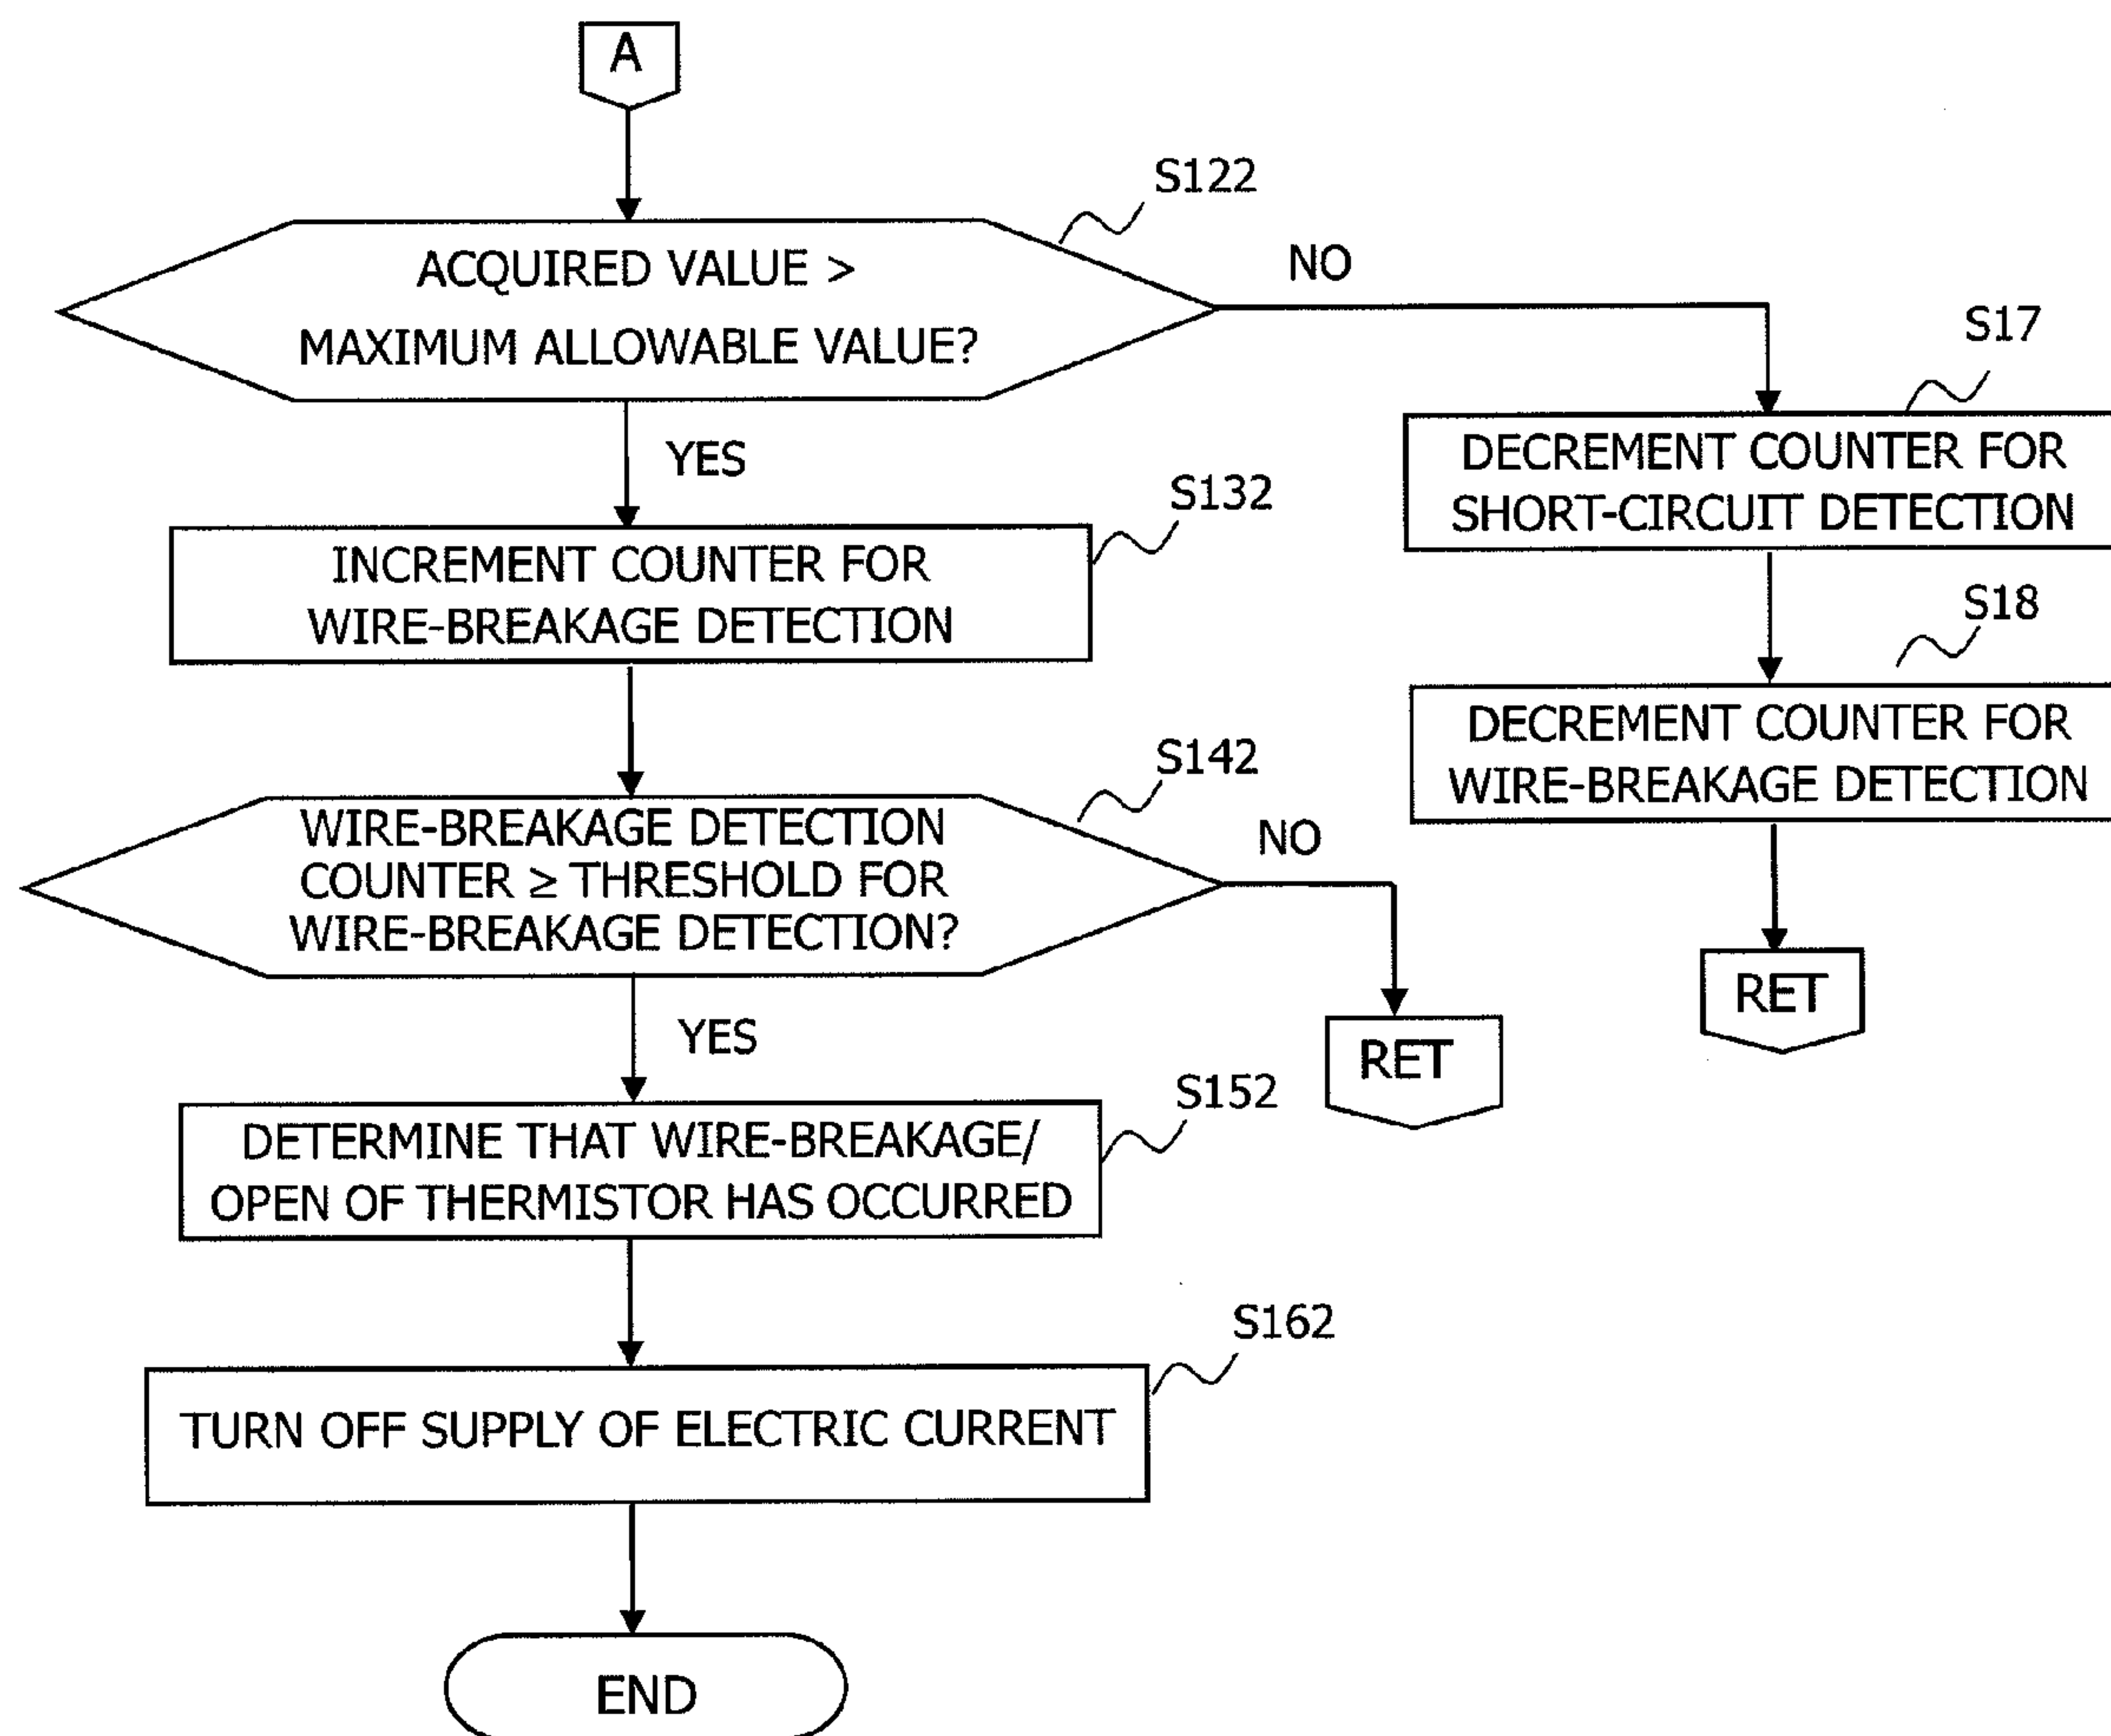 A
S122
ACQUIRED VALUE >
MAXIMUM ALLOWABLE VALUE?
NO
YES
S17
DECREMENT COUNTER FOR
SHORT-CIRCUIT DETECTION
S132
INCREMENT COUNTER FOR
WIRE-BREAKAGE DETECTION
S18
DECREMENT COUNTER FOR
WIRE-BREAKAGE DETECTION
RET
S142
WIRE-BREAKAGE DETECTION
COUNTER ≥ THRESHOLD FOR
WIRE-BREAKAGE DETECTION?
NO
RET
YES
S152
DETERMINE THAT WIRE-BREAKAGE/
OPEN OF THERMISTOR HAS OCCURRED
S162
TURN OFF SUPPLY OF ELECTRIC CURRENT
END